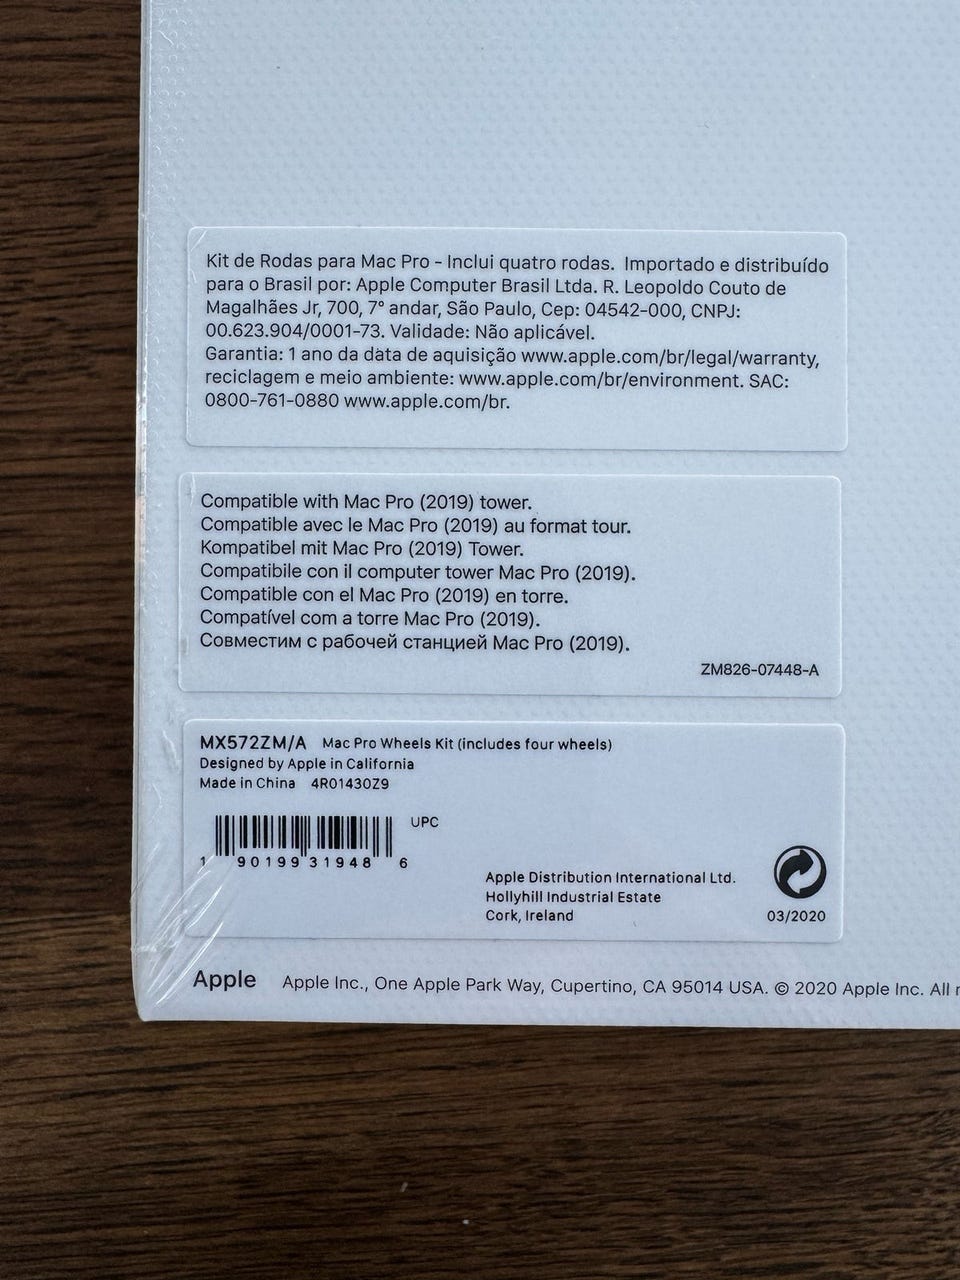 Kit de Rodas para Mac Pro - Inclui quatro rodas. Importado e distribuído
para o Brasil por: Apple Computer Brasil Ltda. R. Leopoldo Couto de
Magalhães Jr, 700, 7° andar, São Paulo, Cep: 04542-000, CNPJ:
00.623.904/0001-73. Validade: Não aplicável.
Garantia: 1 ano da data de aquisição www.apple.com/br/legal/warranty,
reciclagem e meio ambiente: www.apple.com/br/environment. SAC:
0800-761-0880 www.apple.com/br.
Compatible with Mac Pro (2019) tower.
Compatible avec le Mac Pro (2019) au format tour.
Kompatibel mit Mac Pro (2019) Tower.
Compatibile con il computer tower Mac Pro (2019).
Compatible con el Mac Pro (2019) en torre.
Compatível com a torre Mac Pro (2019).
Совместим с рабочей станцией Mac Pro (2019).
ZM826-07448-A
MX572ZM/A Mac Pro Wheels Kit (includes four wheels)
Designed by Apple in California
Made in China 4R01430Z9
UPC
1 90199 31948 6
Apple Distribution International Ltd.
Hollyhill Industrial Estate
Cork, Ireland
03/2020
Apple Apple Inc., One Apple Park Way, Cupertino, CA 95014 USA. © 2020 Apple Inc. All